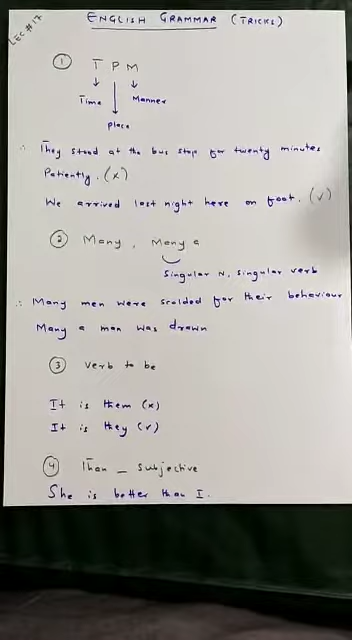 LEC #17
ENGLISH GRAMMAR (TRICKS)
① T P M
Time Manner
Place
∴ They stood at the bus stop for twenty minutes
Patiently. (x)
We arrived last night here on foot. (✓)
② Many, Many a
Singular N, Singular verb
∴ Many men were scolded for their behaviour
Many a man was drawn
③ Verb to be
It is them (x)
It is they (✓)
④ Than _ subjective
She is better than I.